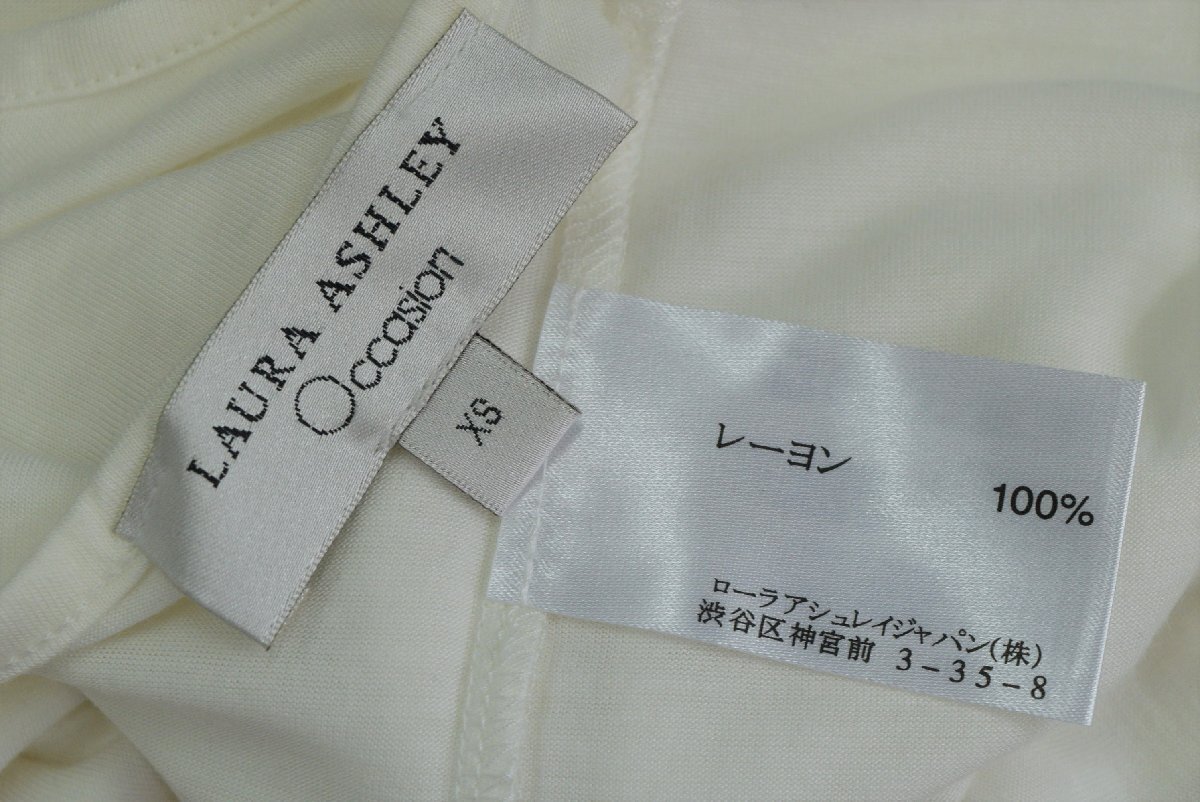 LAURA ASHLEY
Occasion
XS
レーヨン
100%
ローラアシュレイジャパン(株)
渋谷区神宮前 3-35-8